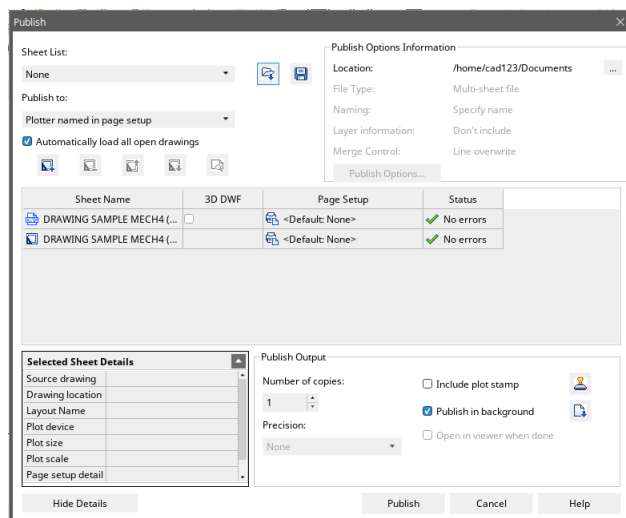 Publish
Sheet List:
None
Publish to:
Plotter named in page setup
Automatically load all open drawings
Publish Options Information
Location: /home/cad123/Documents ...
File Type: Multi-sheet file
Naming: Specify name
Layer information: Don't include
Merge Control: Line overwrite
Publish Options...
Sheet Name 3D DWF Page Setup Status
DRAWING SAMPLE MECH4 (... <Default: None> No errors
DRAWING SAMPLE MECH4 (... <Default: None> No errors
Selected Sheet Details
Source drawing
Drawing location
Layout Name
Plot device
Plot size
Plot scale
Page setup detail
Publish Output
Number of copies:
1
Precision:
None
Include plot stamp
Publish in background
Open in viewer when done
Hide Details Publish Cancel Help